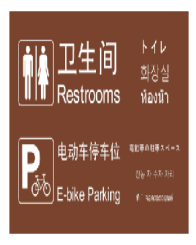 卫生间
Restrooms
トイレ
화장실
ห้องน้ำ
P
电动车停车位
E-bike Parking
電動車の駐車スペース